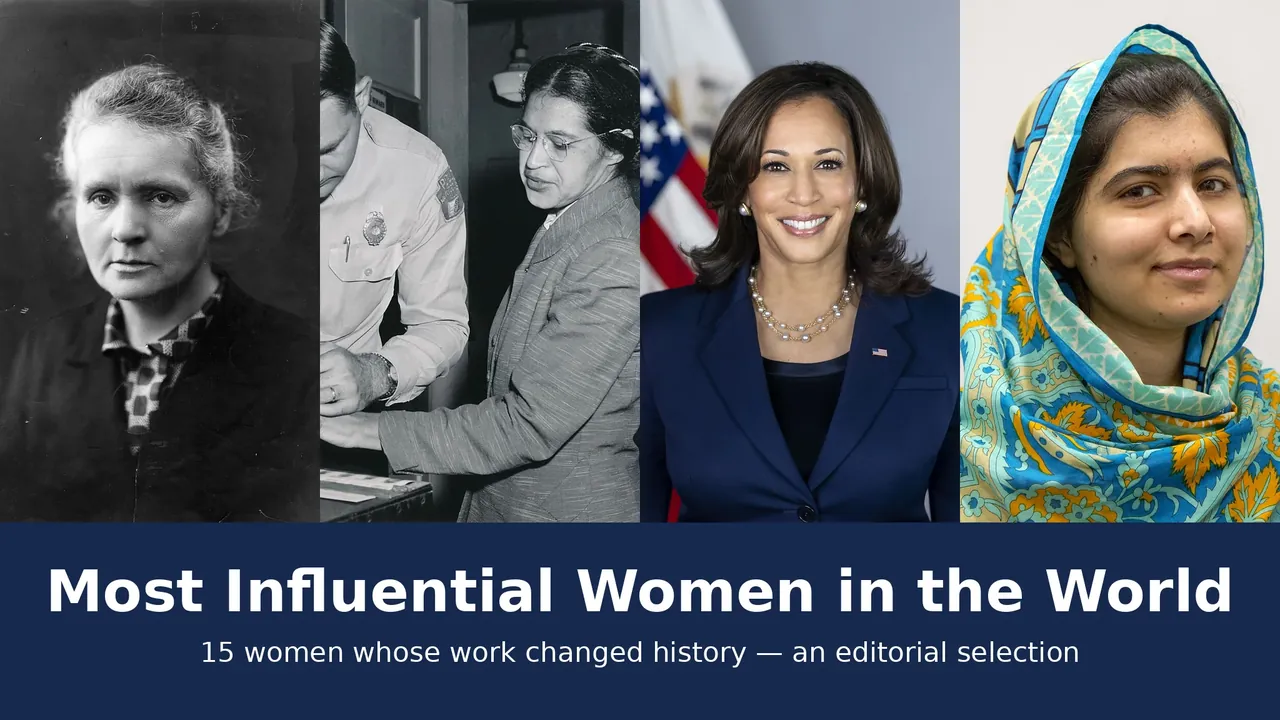 Most Influential Women in the World
15 women whose work changed history — an editorial selection